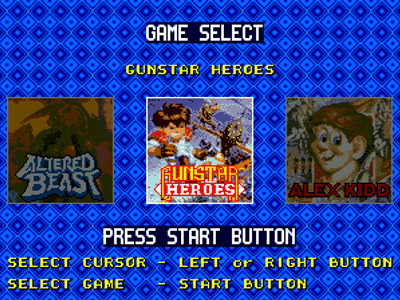 GAME SELECT
GUNSTAR HEROES
ALTERED
BEAST
GUNSTAR
HEROES
ALEX KIDD
PRESS START BUTTON
SELECT CURSOR - LEFT or RIGHT BUTTON
SELECT GAME - START BUTTON